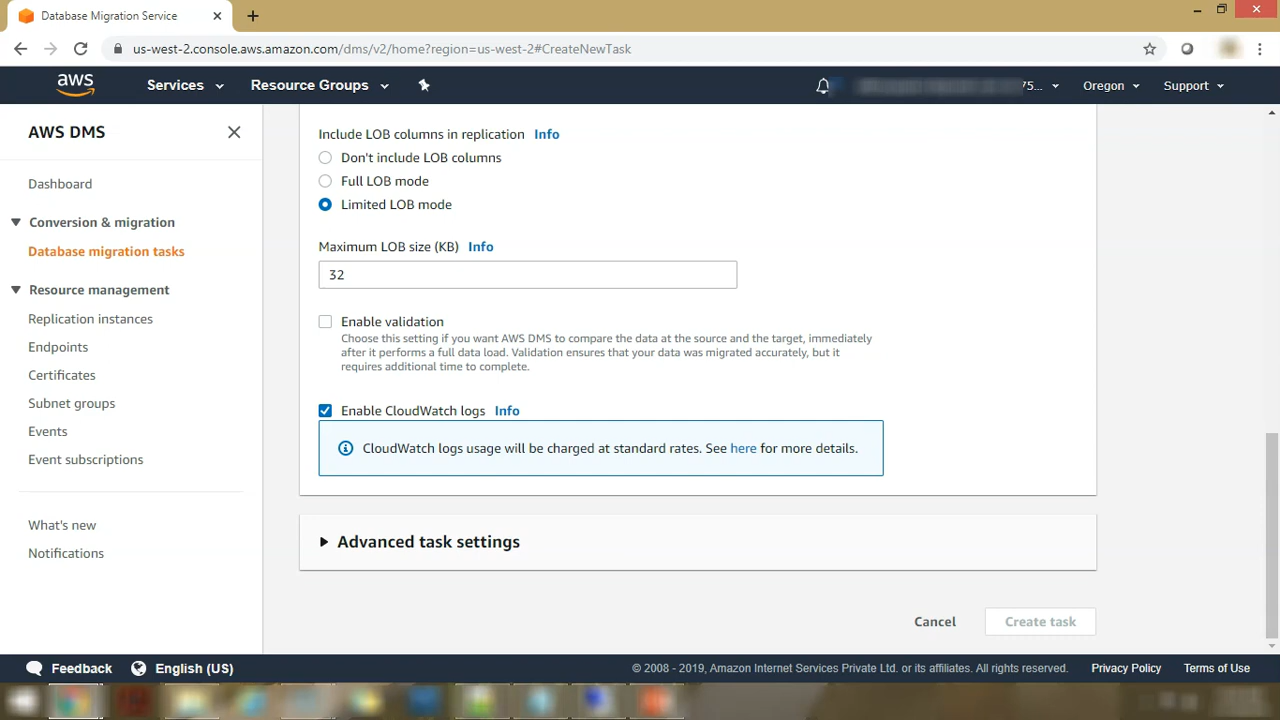 Database Migration Service
us-west-2.console.aws.amazon.com/dms/v2/home?region=us-west-2#CreateNewTask
aws Services Resource Groups 75... Oregon Support
AWS DMS
Dashboard
Conversion & migration
Database migration tasks
Resource management
Replication instances
Endpoints
Certificates
Subnet groups
Events
Event subscriptions
What's new
Notifications
Include LOB columns in replication Info
Don't include LOB columns
Full LOB mode
Limited LOB mode
Maximum LOB size (KB) Info
32
Enable validation
Choose this setting if you want AWS DMS to compare the data at the source and the target, immediately
after it performs a full data load. Validation ensures that your data was migrated accurately, but it
requires additional time to complete.
Enable CloudWatch logs Info
CloudWatch logs usage will be charged at standard rates. See here for more details.
Advanced task settings
Cancel Create task
Feedback English (US) © 2008 - 2019, Amazon Internet Services Private Ltd. or its affiliates. All rights reserved. Privacy Policy Terms of Use